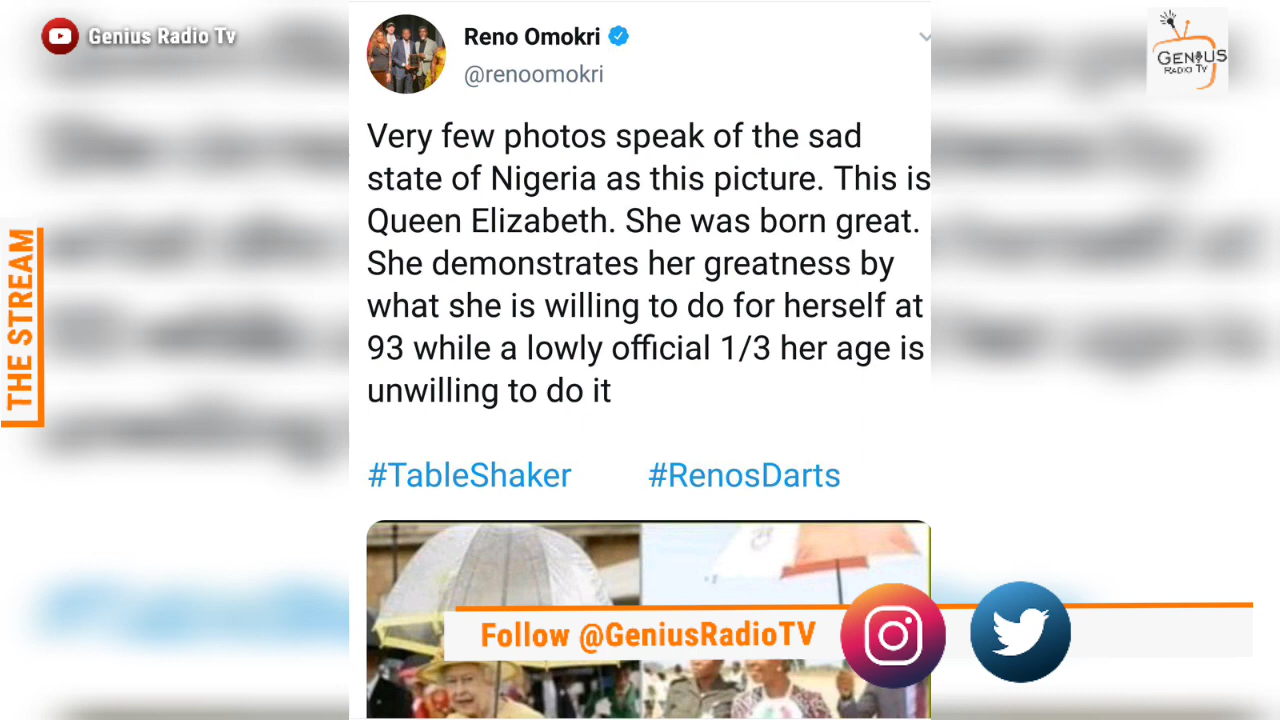 Genius Radio Tv
GENIUS
RADIO TV
THE STREAM
Reno Omokri
@renoomokri
Very few photos speak of the sad
state of Nigeria as this picture. This is
Queen Elizabeth. She was born great.
She demonstrates her greatness by
what she is willing to do for herself at
93 while a lowly official 1/3 her age is
unwilling to do it
#TableShaker #RenosDarts
Follow @GeniusRadioTV